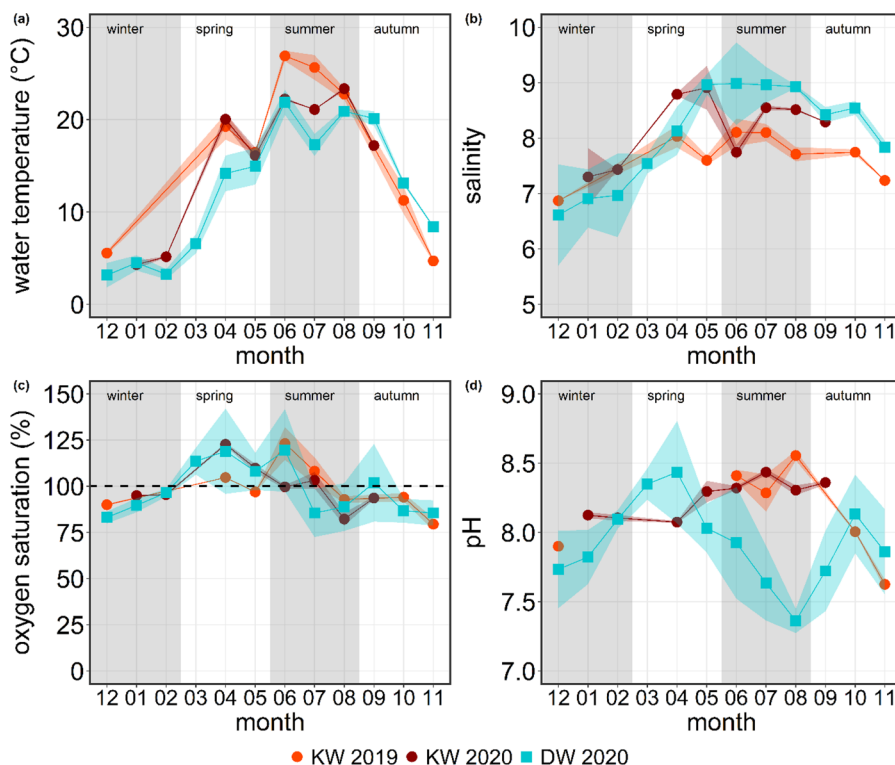 (a)
winter spring summer autumn
30
20
10
0
water temperature (°C)
12 01 02 03 04 05 06 07 08 09 10 11
month
(b)
winter spring summer autumn
10
9
8
7
6
5
salinity
12 01 02 03 04 05 06 07 08 09 10 11
month
(c)
winter spring summer autumn
150
125
100
75
50
25
0
oxygen saturation (%)
12 01 02 03 04 05 06 07 08 09 10 11
month
(d)
winter spring summer autumn
9.0
8.5
8.0
7.5
7.0
pH
12 01 02 03 04 05 06 07 08 09 10 11
month
KW 2019 KW 2020 DW 2020